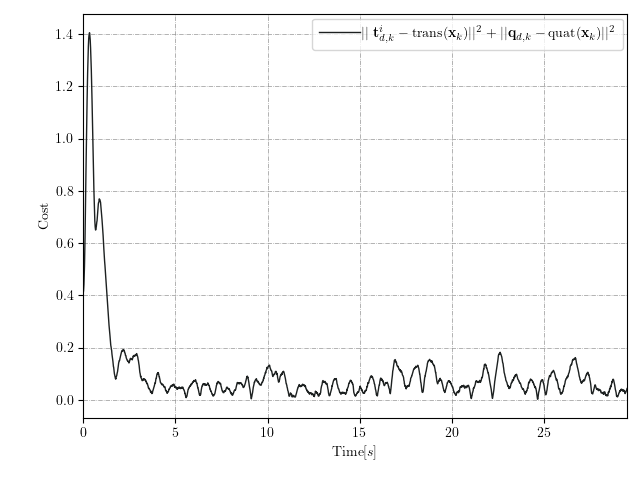 || t^i_{d,k} − trans(x_k)||^2 + ||q_{d,k} − quat(x_k)||^2
1.4
1.2
1.0
0.8
0.6
0.4
0.2
0.0
Cost
0 5 10 15 20 25
Time[s]